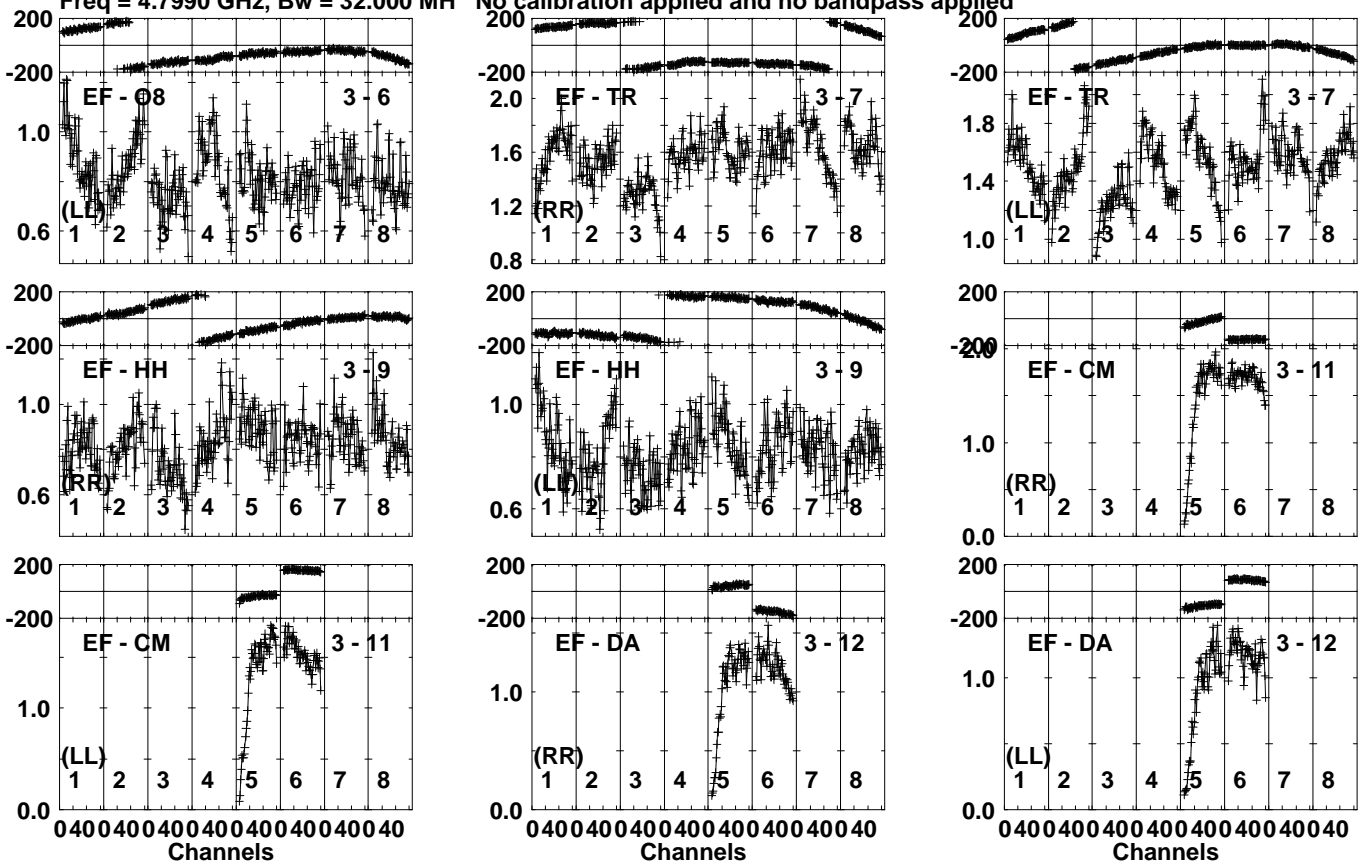 Freq = 4.7990 GHz, Bw = 32.000 MH No calibration applied and no bandpass applied
200
-200
EF - O8 3 - 6
1.0
0.6
(LL)
1 2 3 4 5 6 7 8
200
-200
EF - TR 3 - 7
2.0
1.6
1.2
0.8
(RR)
1 2 3 4 5 6 7 8
200
-200
EF - TR 3 - 7
1.8
1.4
1.0
(LL)
1 2 3 4 5 6 7 8
200
-200
EF - HH 3 - 9
1.0
0.6
(RR)
1 2 3 4 5 6 7 8
200
-200
EF - HH 3 - 9
1.0
0.6
(LL)
1 2 3 4 5 6 7 8
200
-200
2.0
EF - CM 3 - 11
1.0
0.0
(RR)
1 2 3 4 5 6 7 8
200
-200
EF - CM 3 - 11
1.0
0.0
(LL)
1 2 3 4 5 6 7 8
0 40 0 40 0 40 0 40 0 40 0 40 0 40 0 40
Channels
200
-200
EF - DA 3 - 12
1.0
0.0
(RR)
1 2 3 4 5 6 7 8
0 40 0 40 0 40 0 40 0 40 0 40 0 40 0 40
Channels
200
-200
EF - DA 3 - 12
1.0
0.0
(LL)
1 2 3 4 5 6 7 8
0 40 0 40 0 40 0 40 0 40 0 40 0 40 0 40
Channels